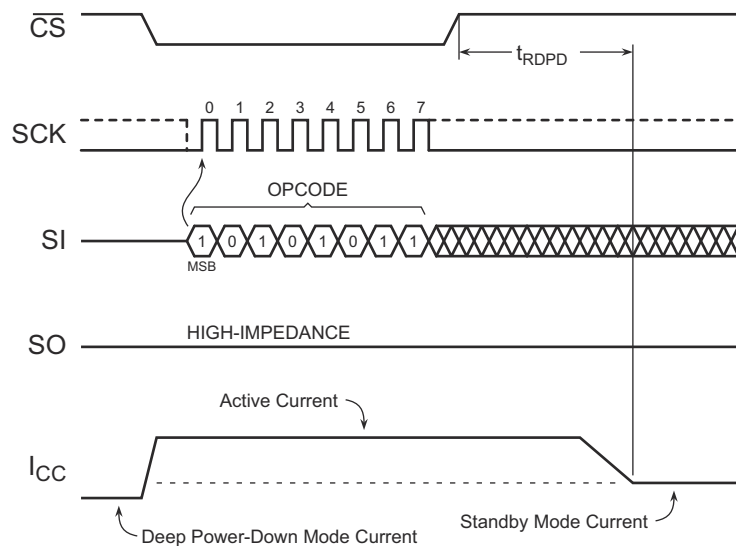 CS
tRDPD
0 1 2 3 4 5 6 7
SCK
OPCODE
SI
1 0 1 0 1 0 1 1
MSB
HIGH-IMPEDANCE
SO
Active Current
ICC
Standby Mode Current
Deep Power-Down Mode Current